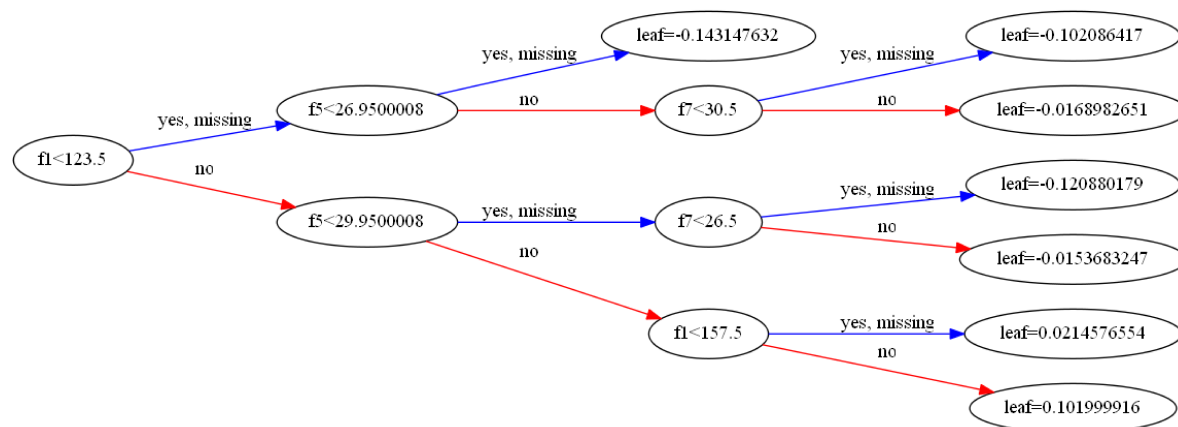 leaf=-0.143147632
leaf=-0.102086417
yes, missing
yes, missing
f5<26.9500008
no
f7<30.5
no
leaf=-0.0168982651
yes, missing
f1<123.5
no
leaf=-0.120880179
yes, missing
f5<29.9500008
yes, missing
f7<26.5
no
leaf=-0.0153683247
no
f1<157.5
yes, missing
leaf=0.0214576554
no
leaf=0.101999916